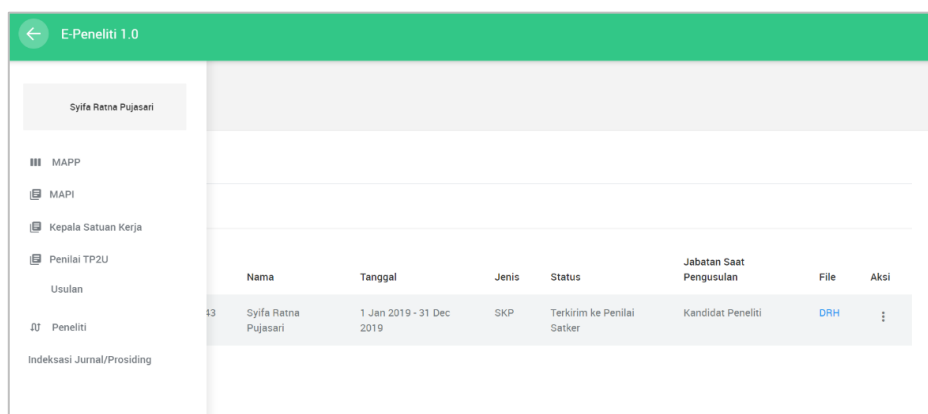 E-Peneliti 1.0
Syifa Ratna Pujasari
MAPP
MAPI
Kepala Satuan Kerja
Penilai TP2U
Usulan
Peneliti
Indeksasi Jurnal/Prosiding
Nama Tanggal Jenis Status Jabatan Saat Pengusulan File Aksi
43 Syifa Ratna 1 Jan 2019 - 31 Dec SKP Terkirim ke Penilai Kandidat Peneliti DRH
Pujasari 2019 Satker